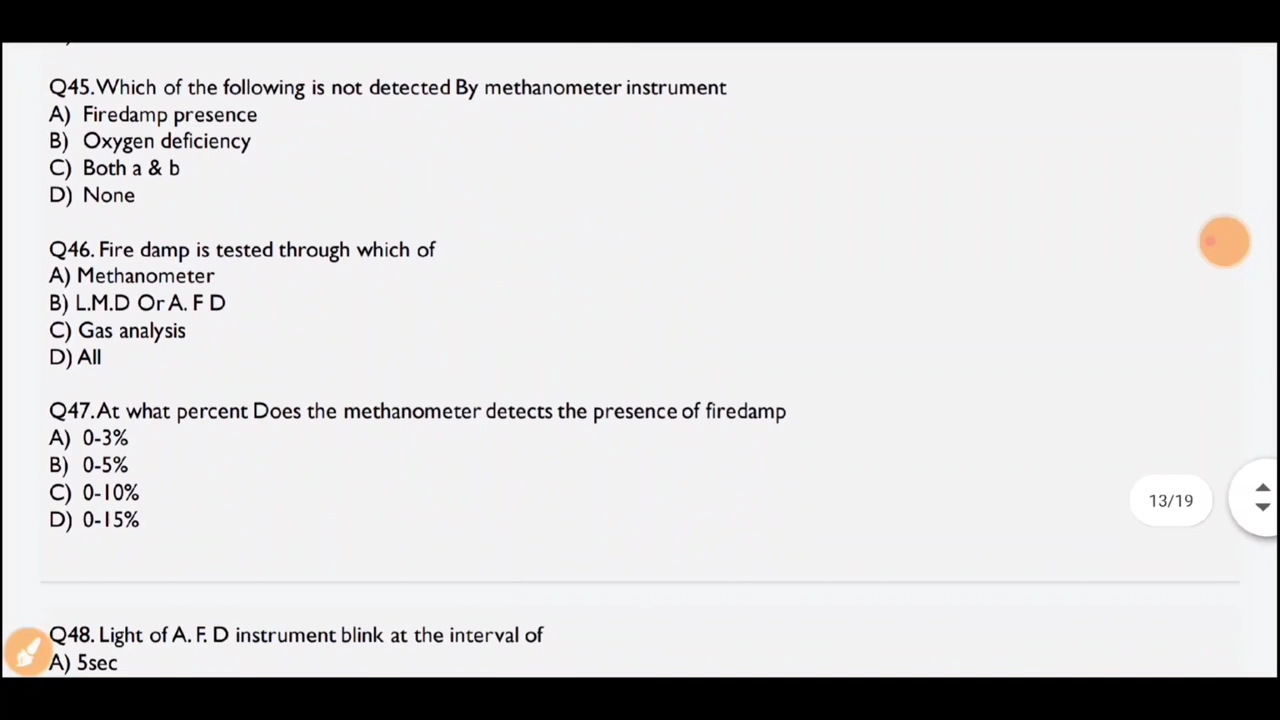 Q45.Which of the following is not detected By methanometer instrument
A) Firedamp presence
B) Oxygen deficiency
C) Both a & b
D) None
Q46. Fire damp is tested through which of
A) Methanometer
B) L.M.D Or A. F D
C) Gas analysis
D) All
Q47.At what percent Does the methanometer detects the presence of firedamp
A) 0-3%
B) 0-5%
C) 0-10%
D) 0-15%
13/19
Q48. Light of A. F. D instrument blink at the interval of
A) 5sec